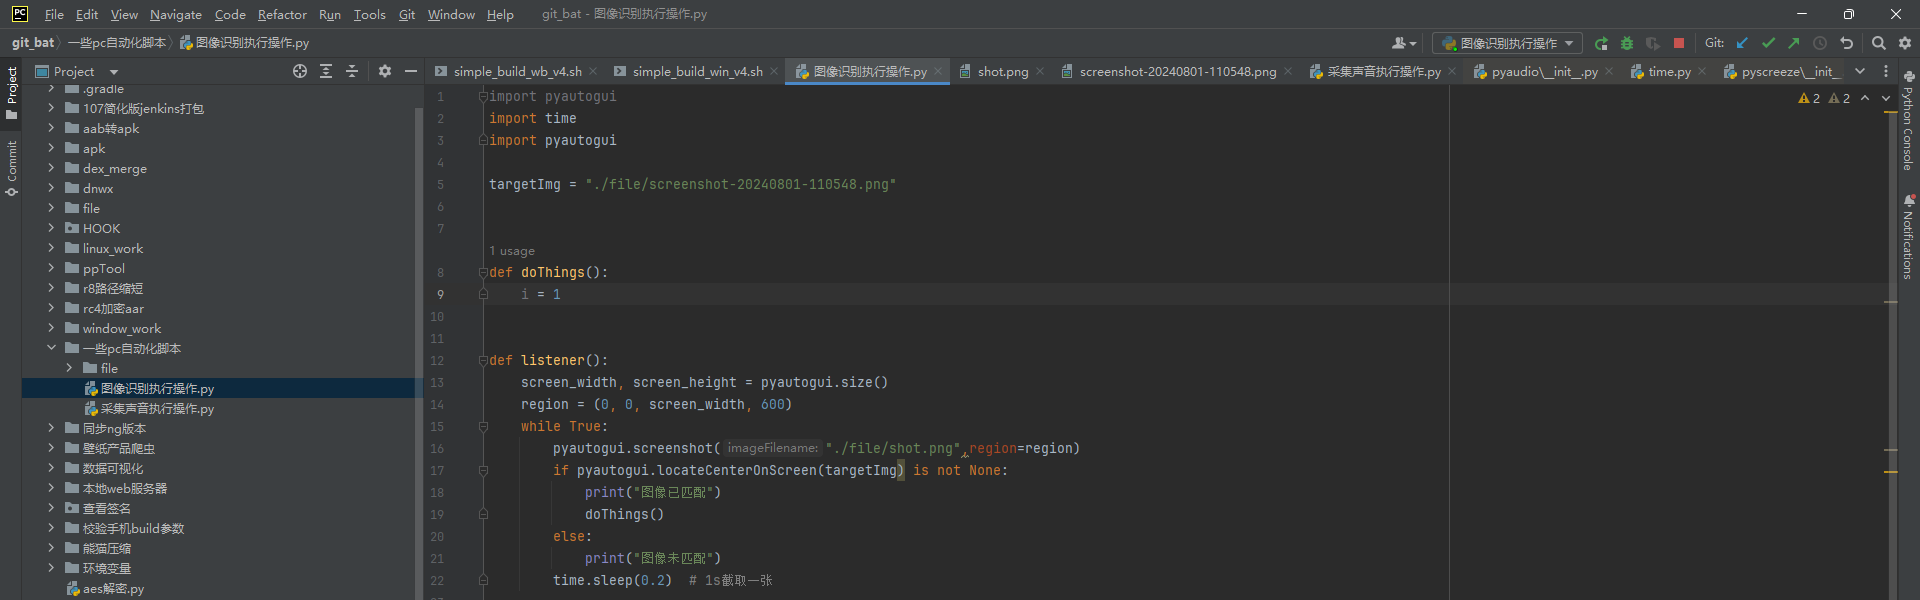 PC File Edit View Navigate Code Refactor Run Tools Git Window Help git_bat - 图像识别执行操作.py
git_bat 一些pc自动化脚本 图像识别执行操作.py 图像识别执行操作 Git:
Project simple_build_wb_v4.sh simple_build_win_v4.sh 图像识别执行操作.py shot.png screenshot-20240801-110548.png 采集声音执行操作.py pyaudio\__init__.py time.py pyscreeze\__init_
Project
Commit
.gradle
107简化版jenkins打包
aab转apk
apk
dex_merge
dnwx
file
HOOK
linux_work
ppTool
r8路径缩短
rc4加密aar
window_work
一些pc自动化脚本
file
图像识别执行操作.py
采集声音执行操作.py
同步ng版本
壁纸产品爬虫
数据可视化
本地web服务器
查看签名
校验手机build参数
熊猫压缩
环境变量
aes解密.py
1 import pyautogui
2 import time
3 import pyautogui
4
5 targetImg = "./file/screenshot-20240801-110548.png"
6
7
1 usage
8 def doThings():
9 i = 1
10
11
12 def listener():
13 screen_width, screen_height = pyautogui.size()
14 region = (0, 0, screen_width, 600)
15 while True:
16 pyautogui.screenshot( imageFilename: "./file/shot.png",region=region)
17 if pyautogui.locateCenterOnScreen(targetImg) is not None:
18 print("图像已匹配")
19 doThings()
20 else:
21 print("图像未匹配")
22 time.sleep(0.2) # 1s截取一张
2 2
Python Console
Notifications